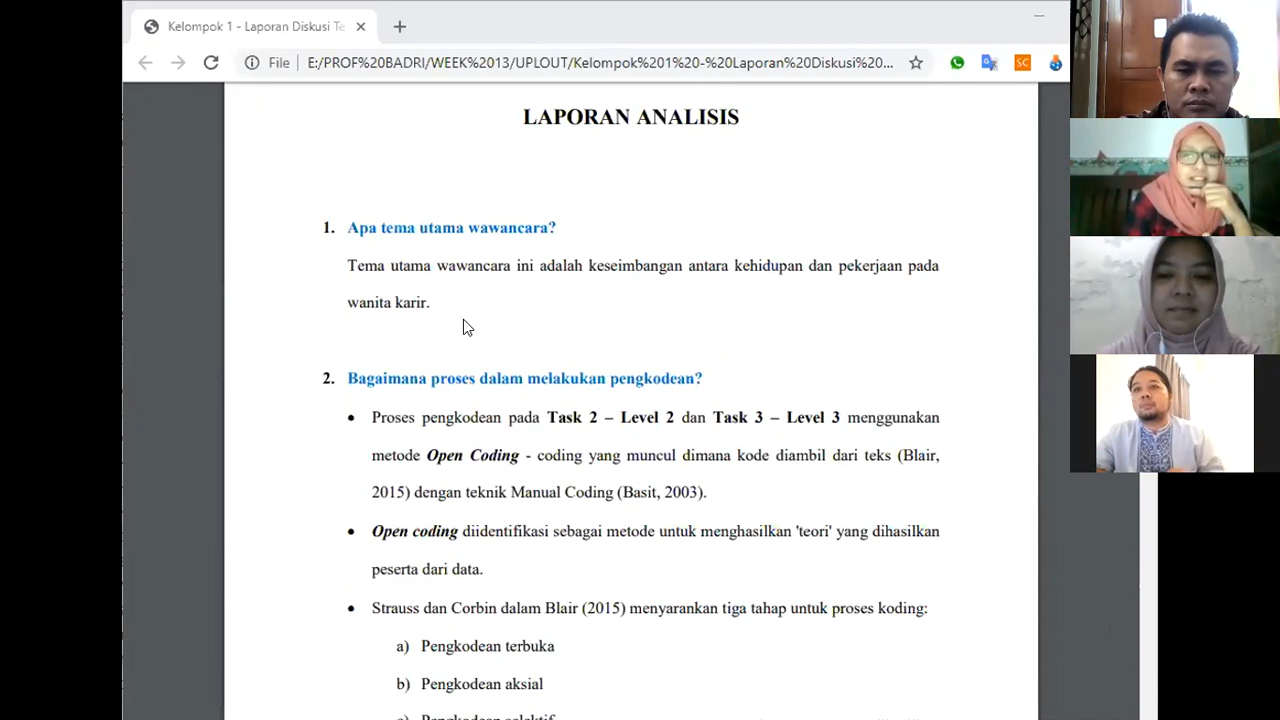 Kelompok 1 - Laporan Diskusi Te
File
E:/PROF%20BADRI/WEEK%2013/UPLOUT/Kelompok%201%20-%20Laporan%20Diskusi%20...
SC
LAPORAN ANALISIS
1. Apa tema utama wawancara?
Tema utama wawancara ini adalah keseimbangan antara kehidupan dan pekerjaan pada
wanita karir.
2. Bagaimana proses dalam melakukan pengkodean?
• Proses pengkodean pada Task 2 – Level 2 dan Task 3 – Level 3 menggunakan
metode Open Coding - coding yang muncul dimana kode diambil dari teks (Blair,
2015) dengan teknik Manual Coding (Basit, 2003).
• Open coding diidentifikasi sebagai metode untuk menghasilkan 'teori' yang dihasilkan
peserta dari data.
• Strauss dan Corbin dalam Blair (2015) menyarankan tiga tahap untuk proses koding:
a) Pengkodean terbuka
b) Pengkodean aksial
c) Pengkodean selektif